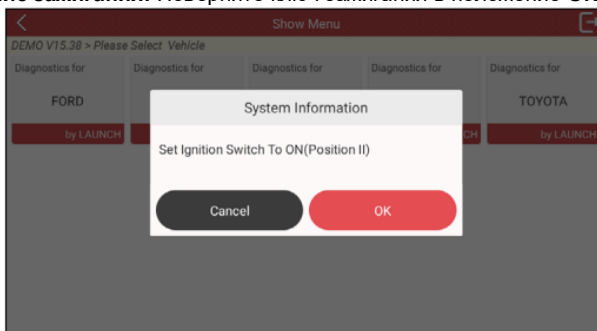 Show Menu
DEMO V15.38 > Please Select Vehicle
Diagnostics for
Diagnostics for
Diagnostics for
Diagnostics for
Diagnostics for
FORD
TOYOTA
by LAUNCH
CH
by LAUNCH
System Information
Set Ignition Switch To ON(Position II)
Cancel
OK